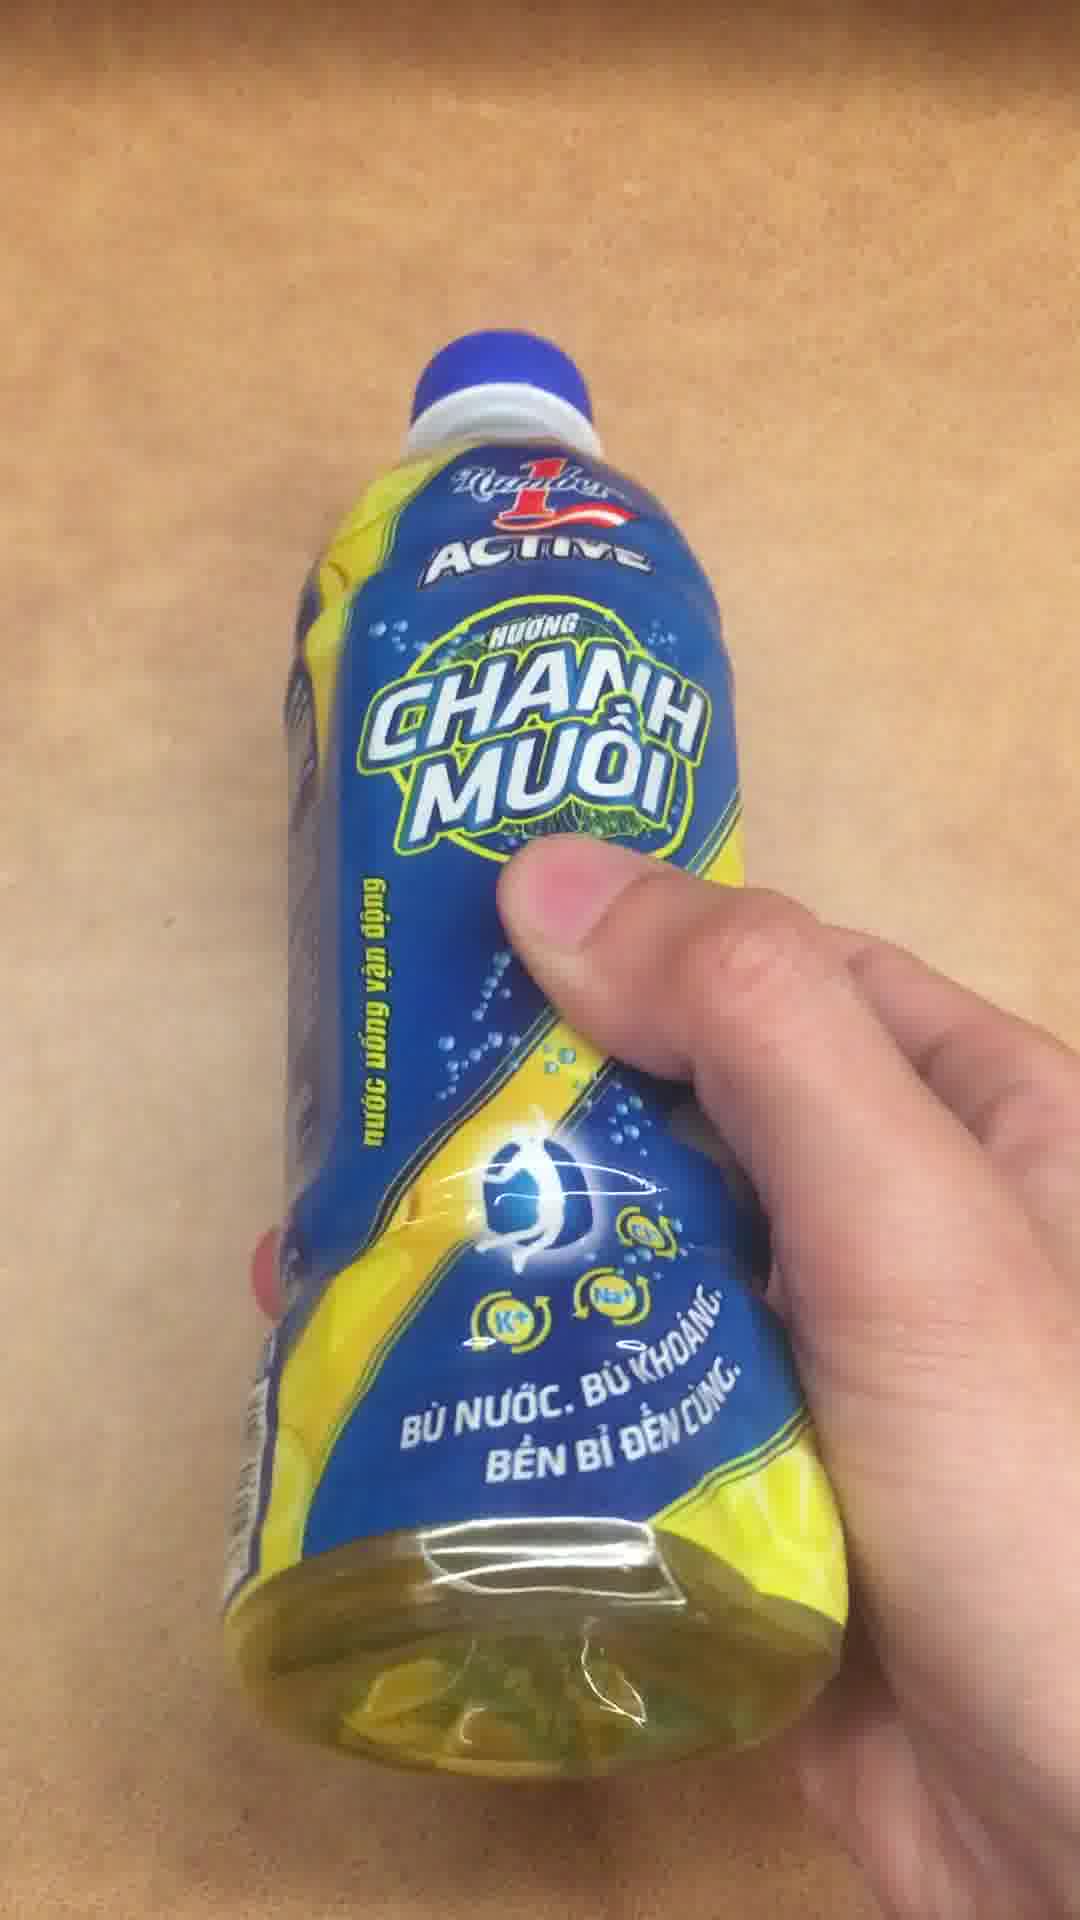 Number 1
ACTIVE
HƯƠNG
CHANH
MUỐI
nước uống vận động
K+
Na+
BÙ NƯỚC. BÙ KHOÁNG.
BỀN BỈ ĐẾN CÙNG.